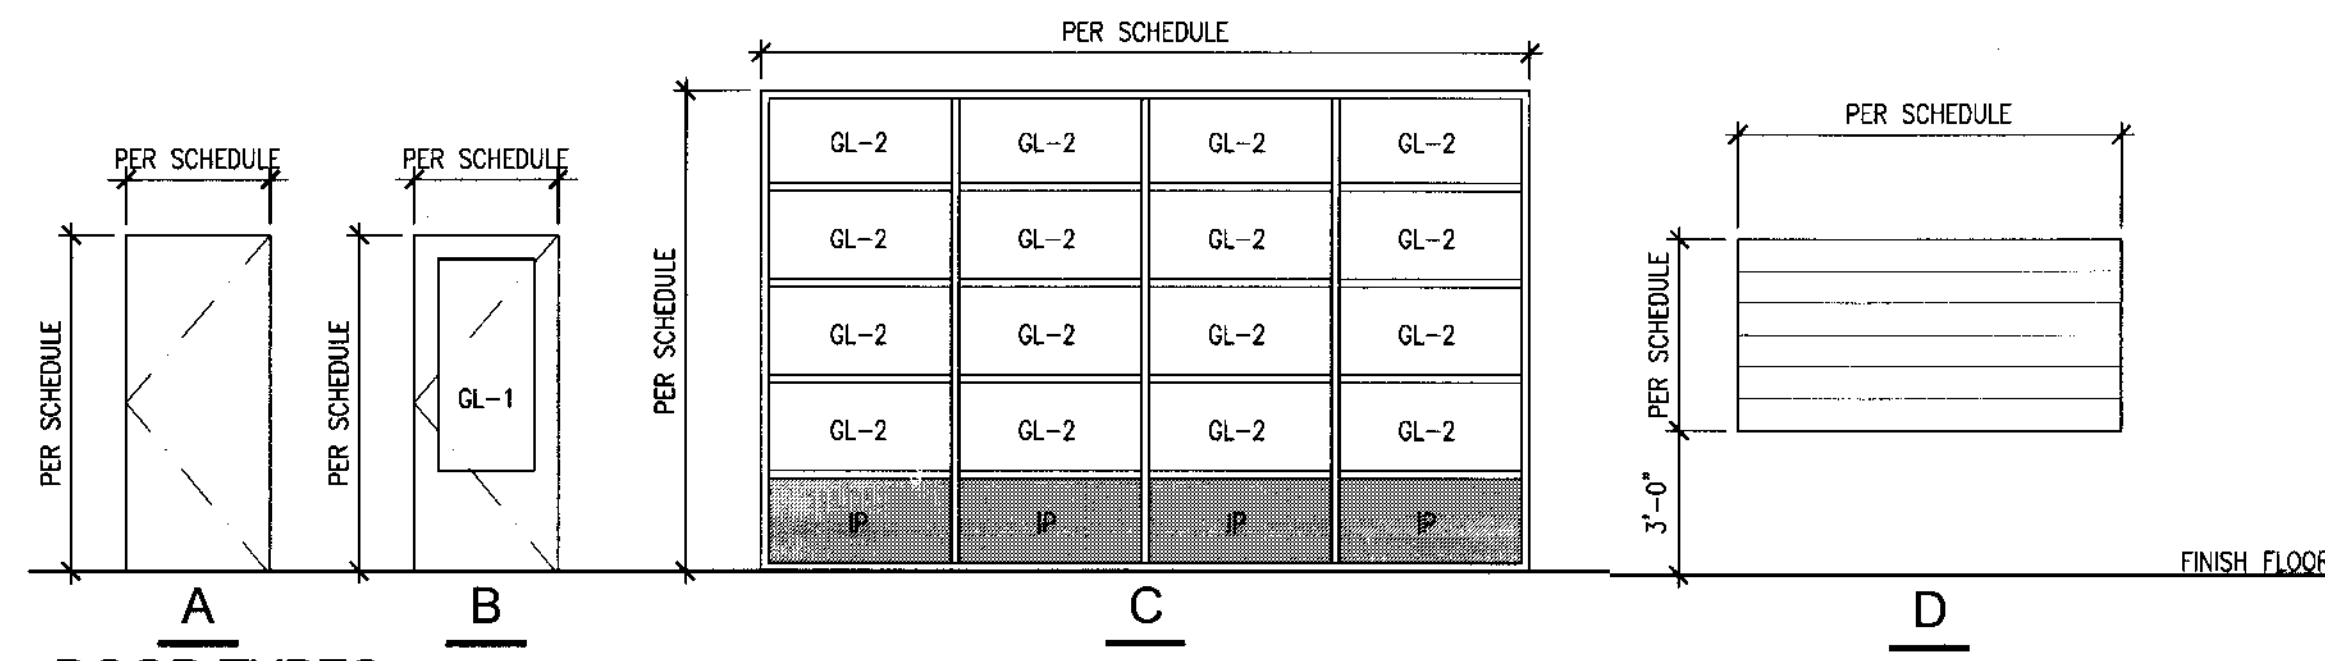 PER SCHEDULE
PER SCHEDULE
PER SCHEDULE
PER SCHEDULE
GL-2 GL-2 GL-2 GL-2
GL-2 GL-2 GL-2 GL-2
GL-2 GL-2 GL-2 GL-2
GL-2 GL-2 GL-2 GL-2
IP IP IP IP
PER SCHEDULE
PER SCHEDULE
GL-1
PER SCHEDULE
PER SCHEDULE
3'-0"
FINISH FLOOR
A B C D
DOOR TYPES